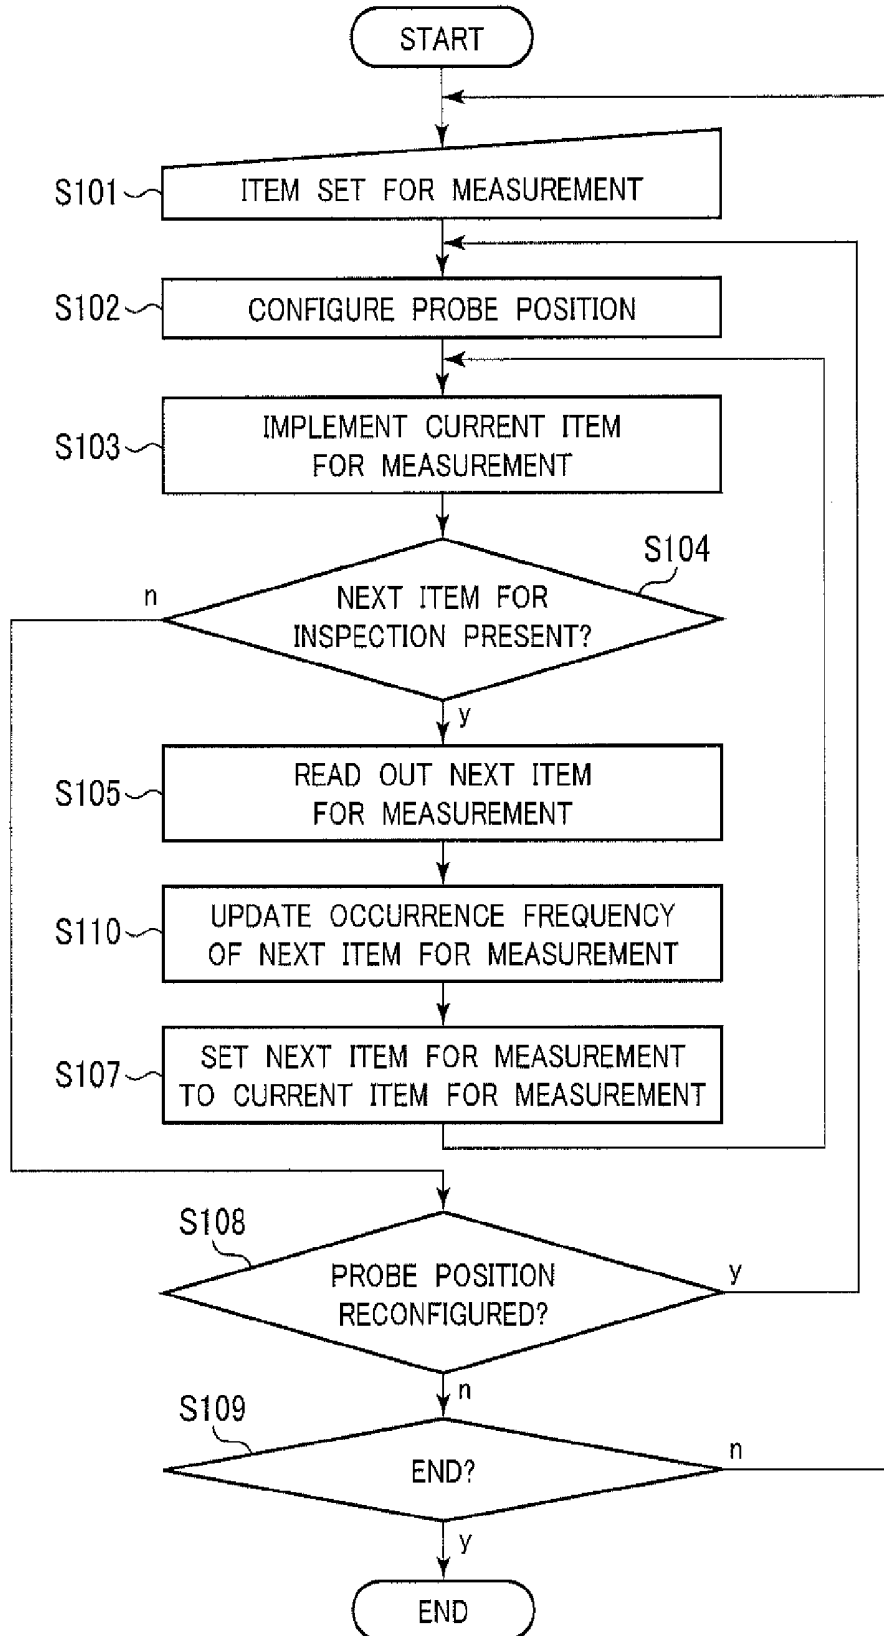 START
S101
ITEM SET FOR MEASUREMENT
S102
CONFIGURE PROBE POSITION
S103
IMPLEMENT CURRENT ITEM
FOR MEASUREMENT
S104
n
NEXT ITEM FOR
INSPECTION PRESENT?
y
S105
READ OUT NEXT ITEM
FOR MEASUREMENT
S110
UPDATE OCCURRENCE FREQUENCY
OF NEXT ITEM FOR MEASUREMENT
S107
SET NEXT ITEM FOR MEASUREMENT
TO CURRENT ITEM FOR MEASUREMENT
S108
PROBE POSITION
RECONFIGURED?
y
n
S109
END?
n
y
END